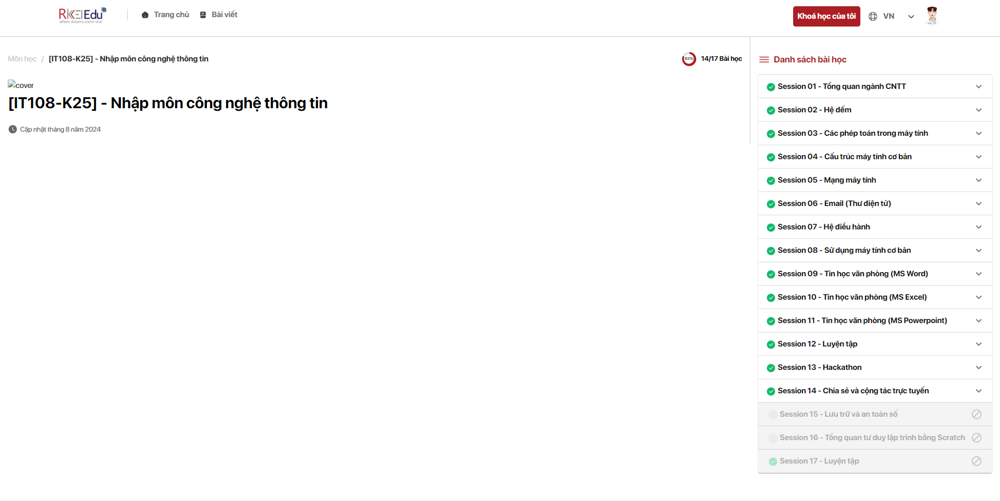 RIKKEI Edu
where dreams come true
Trang chủ
Bài viết
Khoá học của tôi
VN
Môn học / [IT108-K25] - Nhập môn công nghệ thông tin
82%
14/17 Bài học
cover
[IT108-K25] - Nhập môn công nghệ thông tin
Cập nhật tháng 8 năm 2024
Danh sách bài học
Session 01 - Tổng quan ngành CNTT
Session 02 - Hệ đếm
Session 03 - Các phép toán trong máy tính
Session 04 - Cấu trúc máy tính cơ bản
Session 05 - Mạng máy tính
Session 06 - Email (Thư điện tử)
Session 07 - Hệ điều hành
Session 08 - Sử dụng máy tính cơ bản
Session 09 - Tin học văn phòng (MS Word)
Session 10 - Tin học văn phòng (MS Excel)
Session 11 - Tin học văn phòng (MS Powerpoint)
Session 12 - Luyện tập
Session 13 - Hackathon
Session 14 - Chia sẻ và cộng tác trực tuyến
Session 15 - Lưu trữ và an toàn số
Session 16 - Tổng quan tư duy lập trình bằng Scratch
Session 17 - Luyện tập